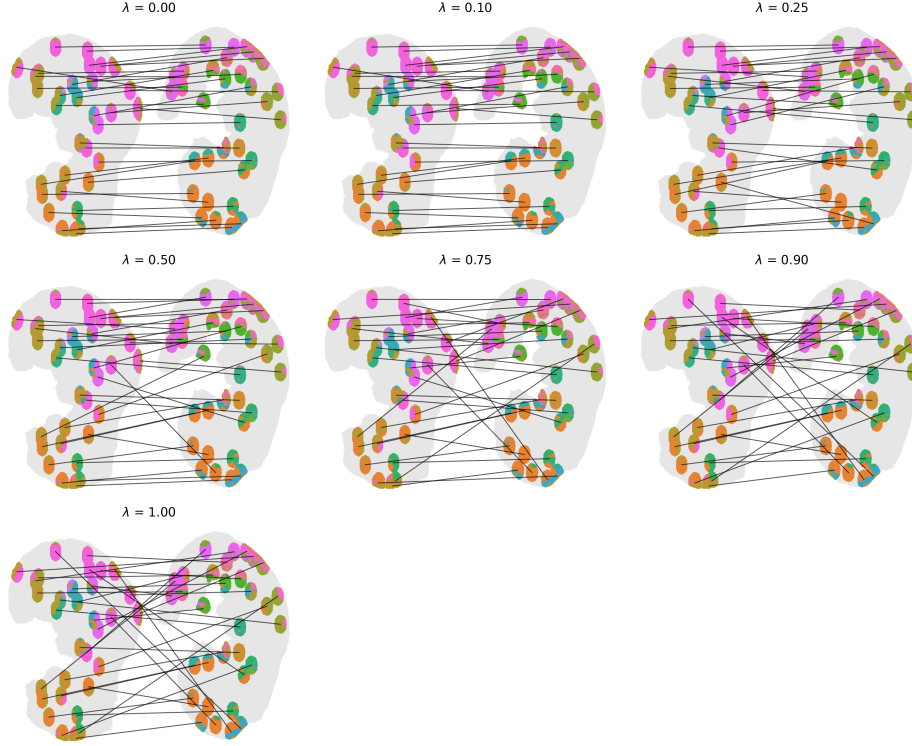 λ = 0.00
λ = 0.10
λ = 0.25
λ = 0.50
λ = 0.75
λ = 0.90
λ = 1.00